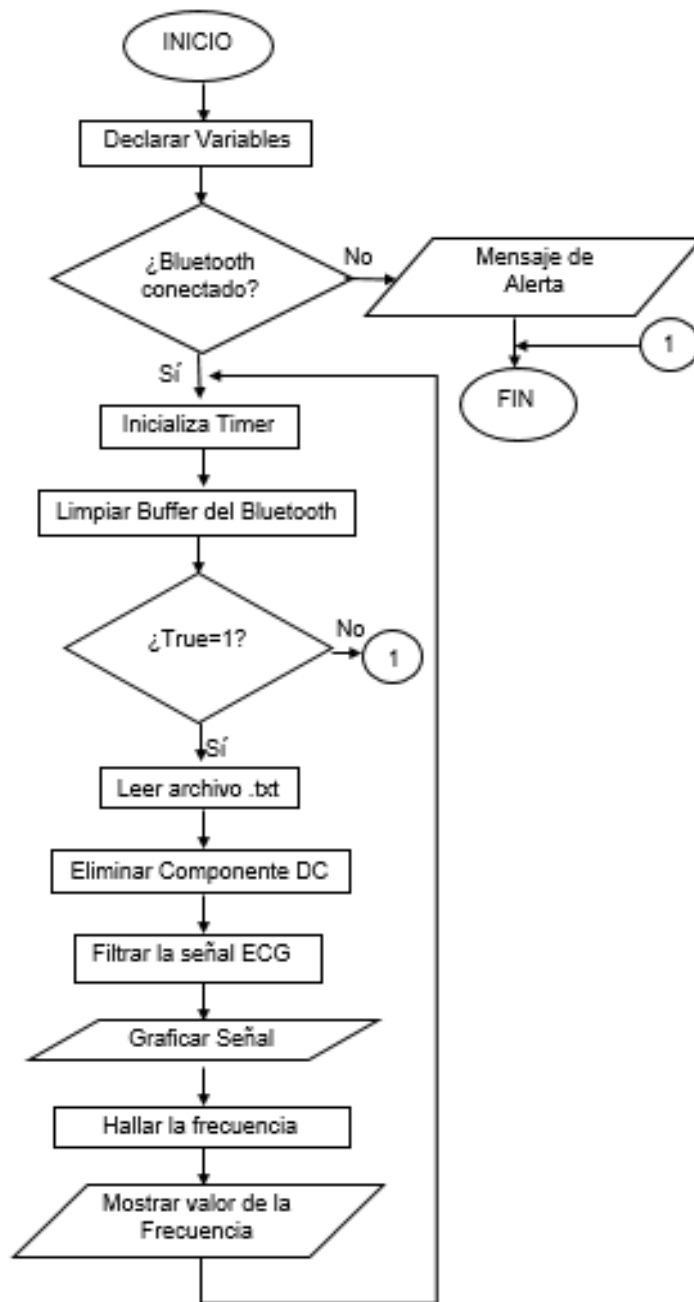 INICIO
Declarar Variables
¿Bluetooth
conectado?
No
Mensaje de
Alerta
1
FIN
Sí
Inicializa Timer
Limpiar Buffer del Bluetooth
¿True=1?
No
1
Sí
Leer archivo .txt
Eliminar Componente DC
Filtrar la señal ECG
Graficar Señal
Hallar la frecuencia
Mostrar valor de la
Frecuencia